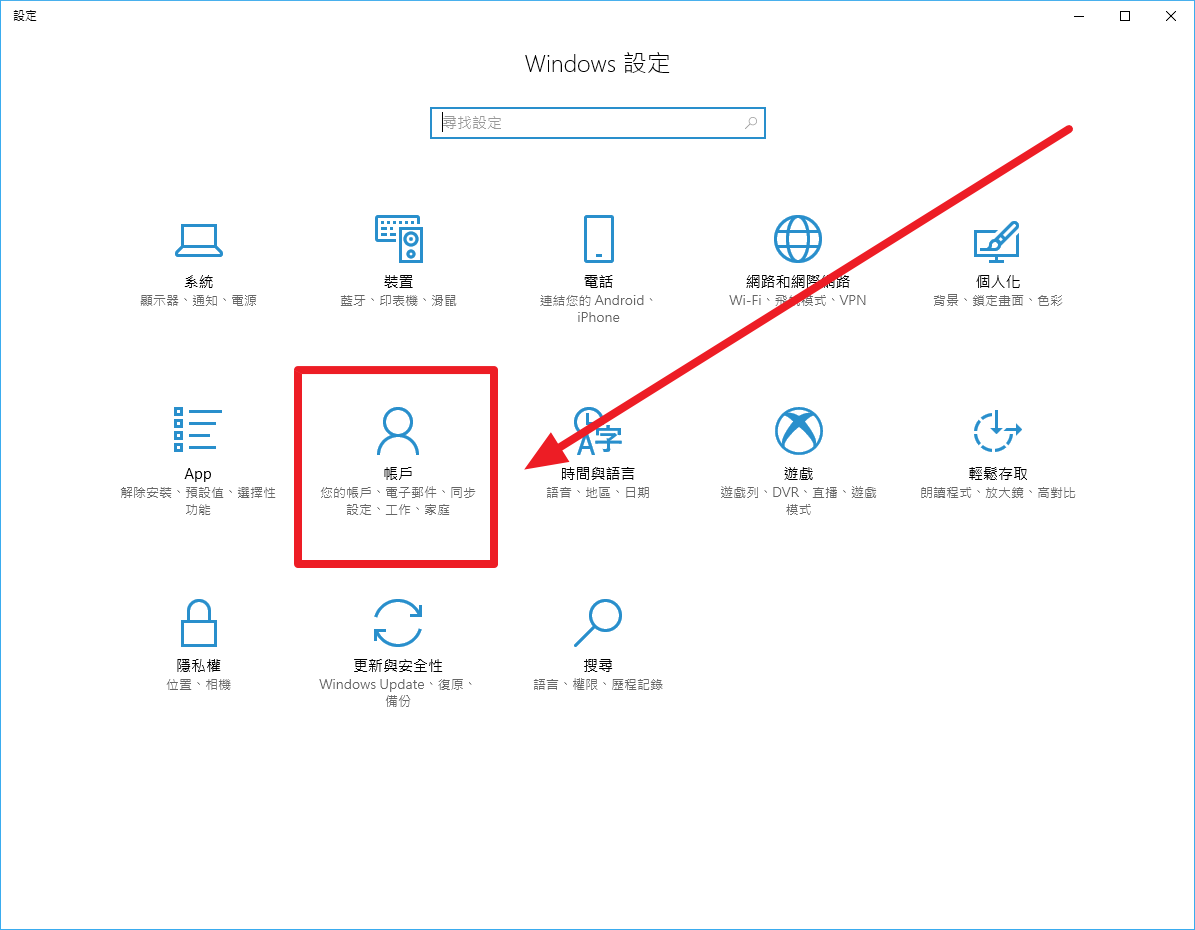 設定
Windows 設定
尋找設定
系統
顯示器、通知、電源
裝置
藍牙、印表機、滑鼠
電話
連結您的 Android、
iPhone
網路和網際網路
Wi-Fi、飛航模式、VPN
個人化
背景、鎖定畫面、色彩
App
解除安裝、預設值、選擇性
功能
帳戶
您的帳戶、電子郵件、同步
設定、工作、家庭
時間與語言
語音、地區、日期
遊戲
遊戲列、DVR、直播、遊戲
模式
輕鬆存取
朗讀程式、放大鏡、高對比
隱私權
位置、相機
更新與安全性
Windows Update、復原、
備份
搜尋
語言、權限、歷程記錄